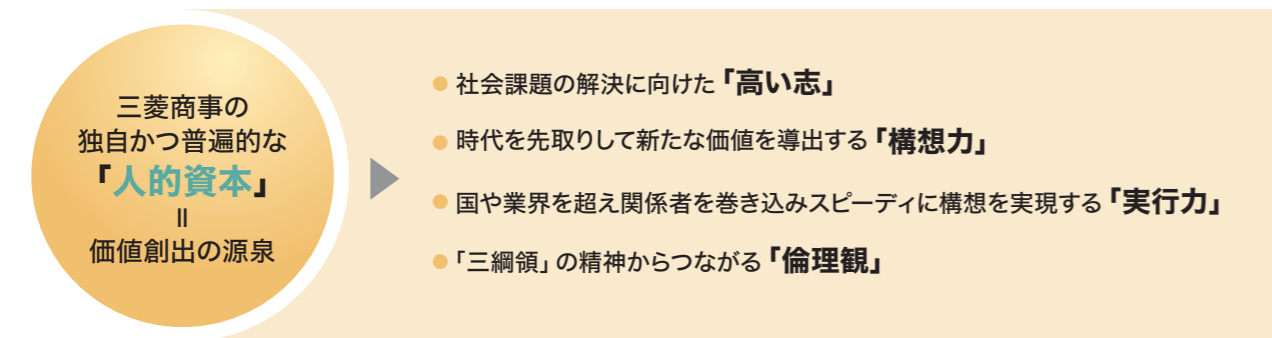 三菱商事の
独自かつ普遍的な
「人的資本」
＝
価値創出の源泉
● 社会課題の解決に向けた「高い志」
● 時代を先取りして新たな価値を導出する「構想力」
● 国や業界を超え関係者を巻き込みスピーディに構想を実現する「実行力」
● 「三綱領」の精神からつながる「倫理観」